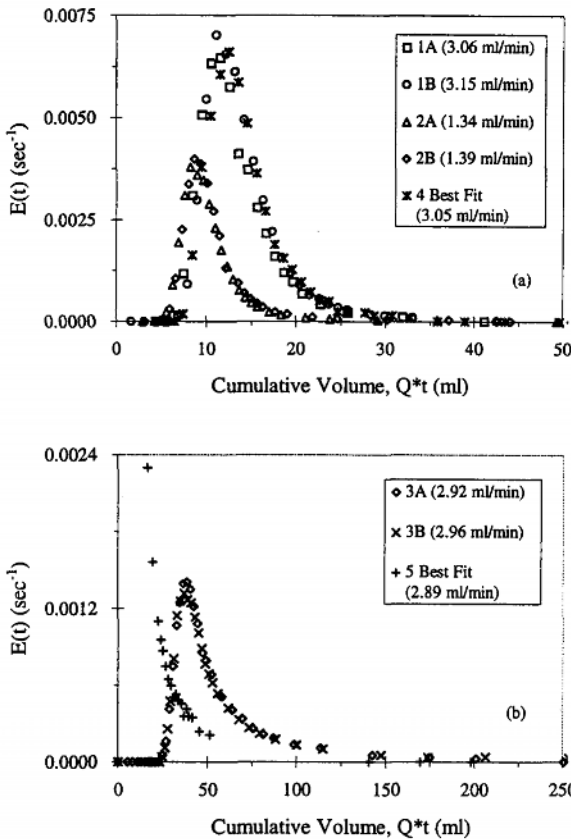 0.0075
0.0050
0.0025
0.0000
E(t) (sec⁻¹)
1A (3.06 ml/min)
1B (3.15 ml/min)
2A (1.34 ml/min)
2B (1.39 ml/min)
4 Best Fit
(3.05 ml/min)
(a)
0 10 20 30 40 50
Cumulative Volume, Q*t (ml)
0.0024
0.0012
0.0000
E(t) (sec⁻¹)
3A (2.92 ml/min)
3B (2.96 ml/min)
5 Best Fit
(2.89 ml/min)
(b)
0 50 100 150 200 250
Cumulative Volume, Q*t (ml)